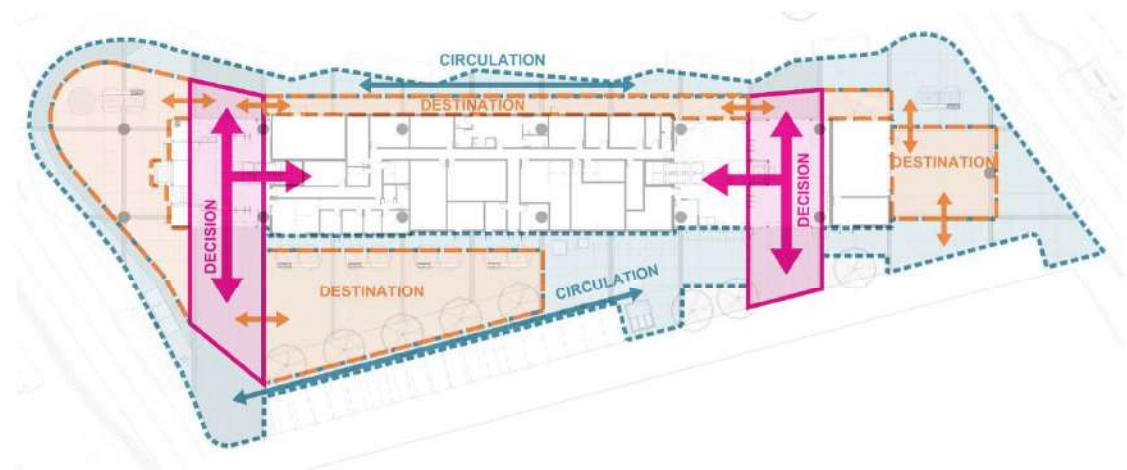 CIRCULATION
DESTINATION
DECISION
DECISION
DESTINATION
DESTINATION
CIRCULATION